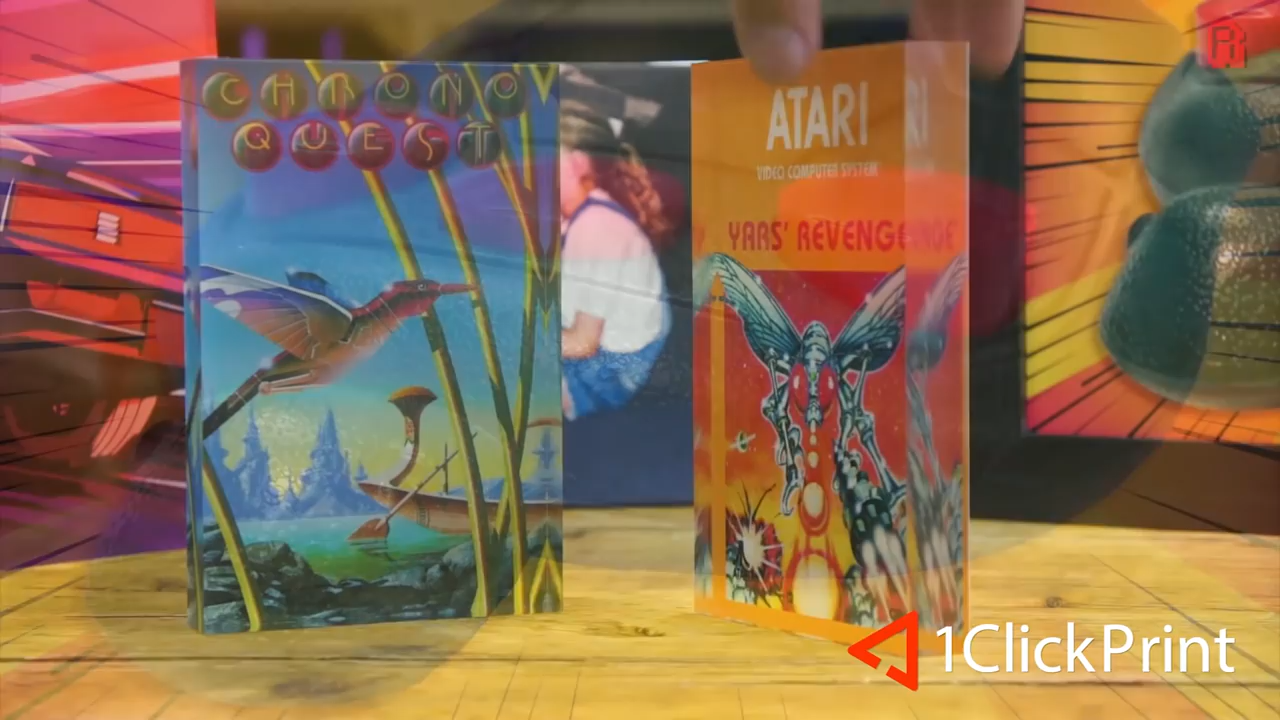 CHRONO
QUEST
ATARI
VIDEO COMPUTER SYSTEM
YARS' REVENGE
1ClickPrint